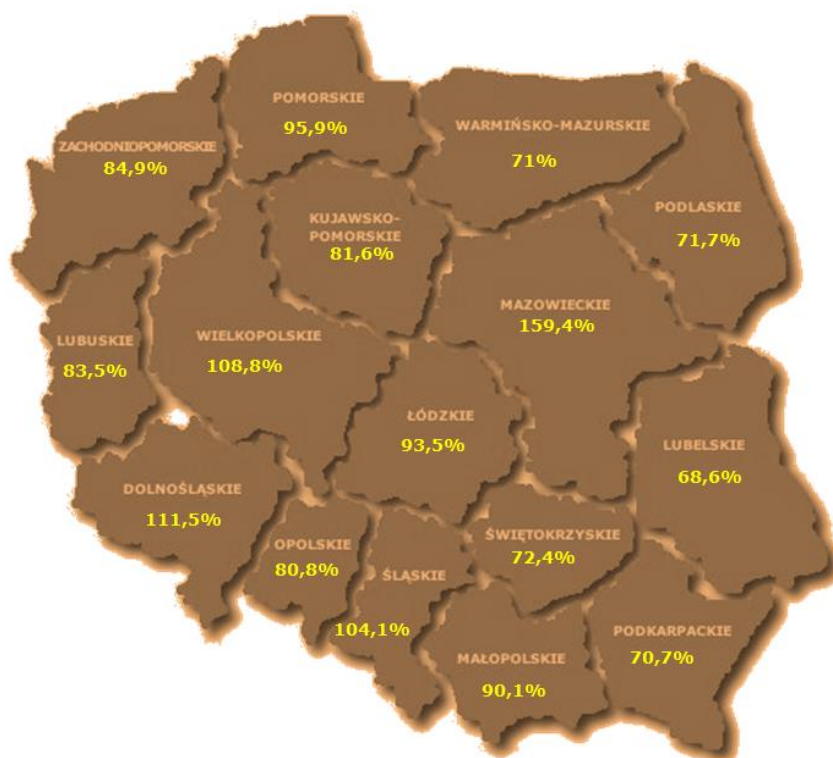 POMORSKIE
95,9%
ZACHODNIOPOMORSKIE
84,9%
WARMIŃSKO-MAZURSKIE
71%
KUJAWSKO-
POMORSKIE
81,6%
PODLASKIE
71,7%
MAZOWIECKIE
159,4%
LUBUSKIE
83,5%
WIELKOPOLSKIE
108,8%
ŁÓDZKIE
93,5%
LUBELSKIE
68,6%
DOLNOŚLĄSKIE
111,5%
OPOLSKIE
80,8%
ŚLĄSKIE
104,1%
ŚWIĘTOKRZYSKIE
72,4%
MAŁOPOLSKIE
90,1%
PODKARPACKIE
70,7%